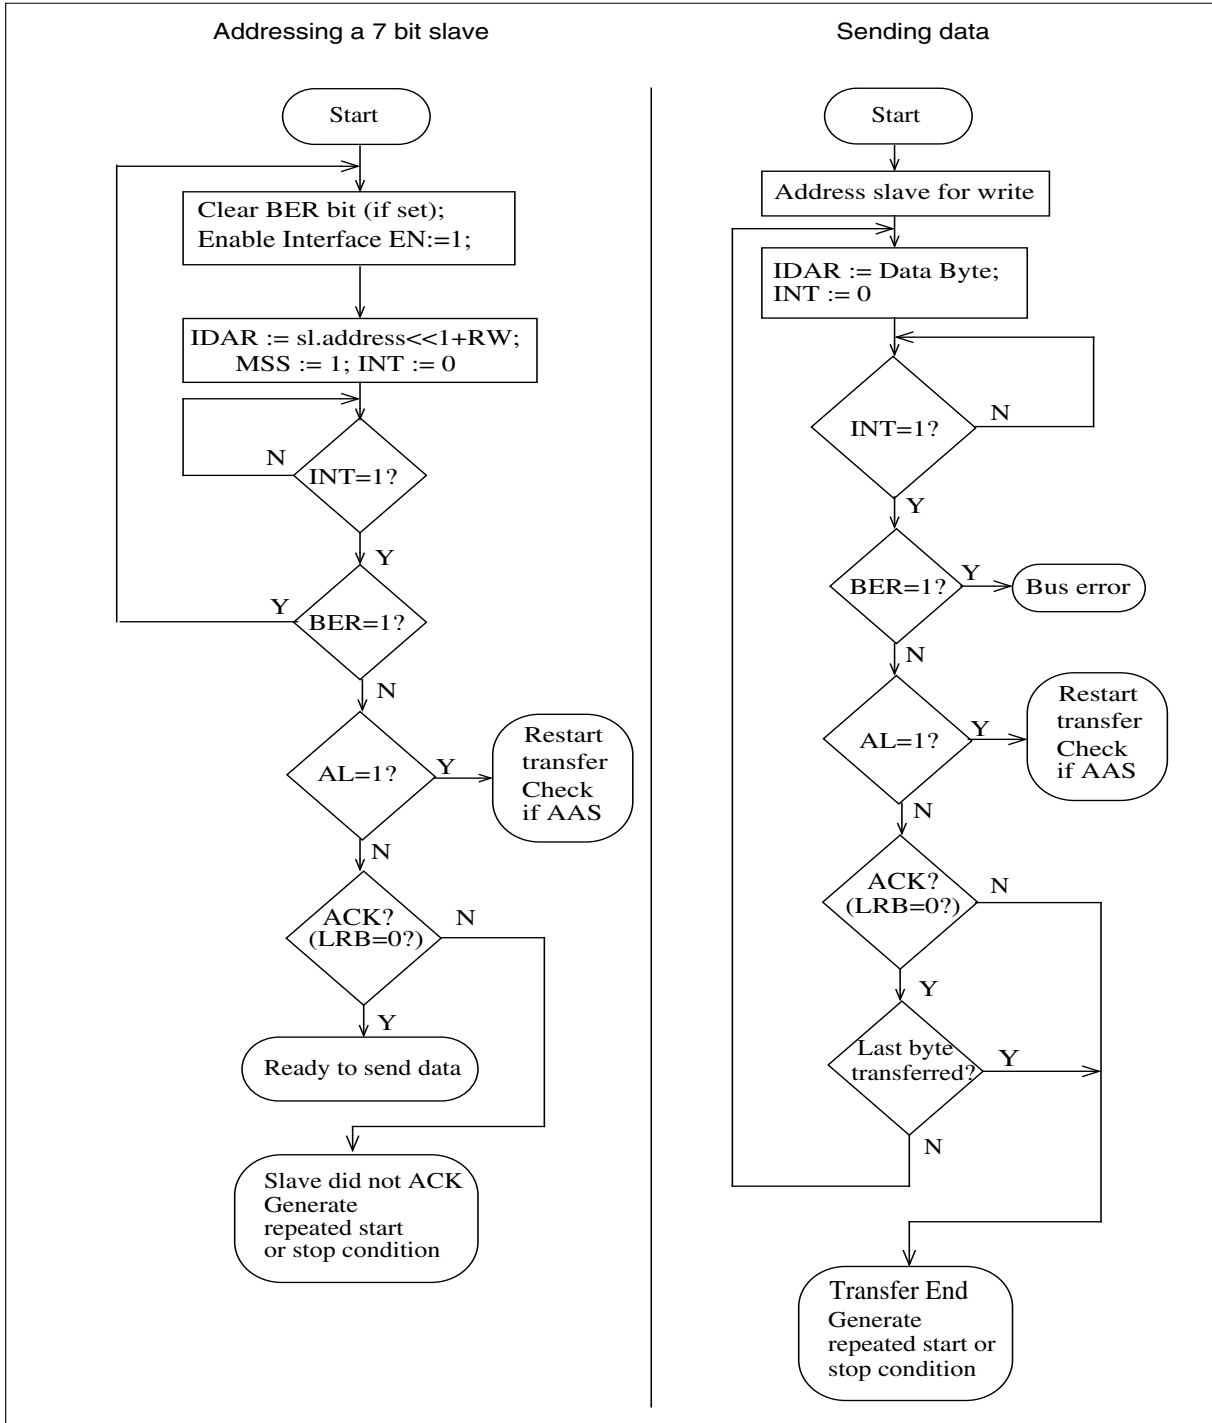 Addressing a 7 bit slave
Start
Clear BER bit (if set);
Enable Interface EN:=1;
IDAR := sl.address<<1+RW;
MSS := 1; INT := 0
N
INT=1?
Y
Y
BER=1?
N
AL=1?
Y
Restart
transfer
Check
if AAS
N
ACK?
(LRB=0?)
N
Y
Ready to send data
Slave did not ACK
Generate
repeated start
or stop condition
Sending data
Start
Address slave for write
IDAR := Data Byte;
INT := 0
INT=1?
N
Y
BER=1?
Y
Bus error
N
AL=1?
Y
Restart
transfer
Check
if AAS
N
ACK?
(LRB=0?)
N
Y
Last byte
transferred?
Y
N
Transfer End
Generate
repeated start or
stop condition